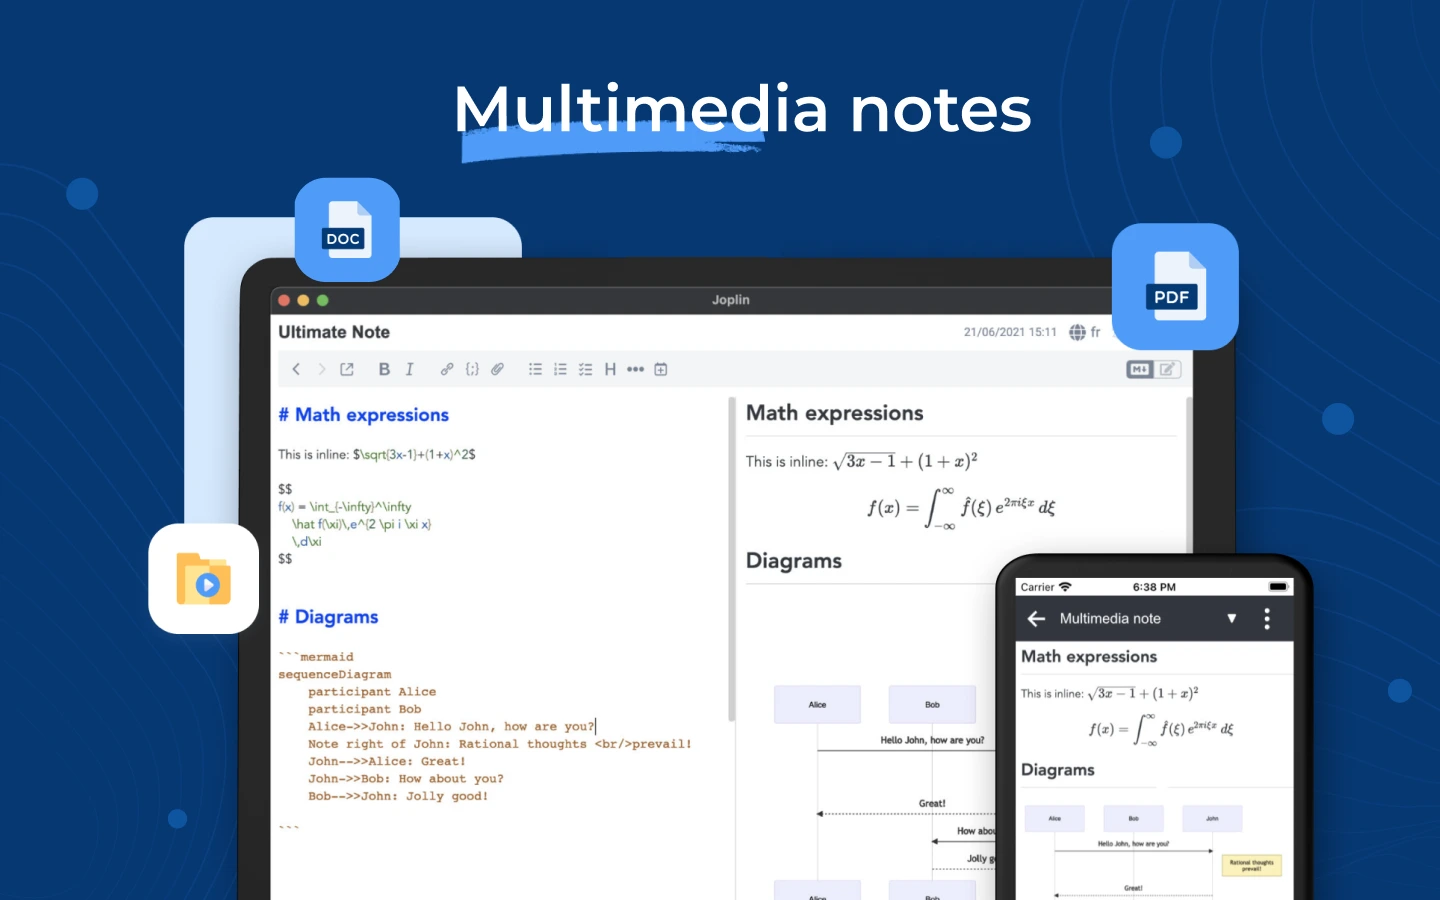 Multimedia notes
DOC
PDF
Joplin
Ultimate Note
21/06/2021 15:11
fr
B I H
M
# Math expressions
This is inline: $\sqrt{3x-1}+(1+x)^2$
$$
f(x) = \int_{-\infty}^\infty
\hat f(\xi)\,e^{2 \pi i \xi x}
\,d\xi
$$
# Diagrams
```mermaid
sequenceDiagram
participant Alice
participant Bob
Alice->>John: Hello John, how are you?
Note right of John: Rational thoughts <br/>prevail!
John-->>Alice: Great!
John->>Bob: How about you?
Bob-->>John: Jolly good!
```
Math expressions
This is inline: √3x − 1 + (1 + x)²
f(x) = ∫_{−∞}^{∞} f̂(ξ) e^{2πiξx} dξ
Diagrams
Alice Bob
Hello John, how are you?
Great!
How abou
Jolly g
Alice Bob
Carrier 6:38 PM
Multimedia note
Math expressions
This is inline: √3x − 1 + (1 + x)²
f(x) = ∫_{−∞}^{∞} f̂(ξ) e^{2πiξx} dξ
Diagrams
Alice Bob John
Hello John, how are you?
Rational thoughts
prevail!
Great!